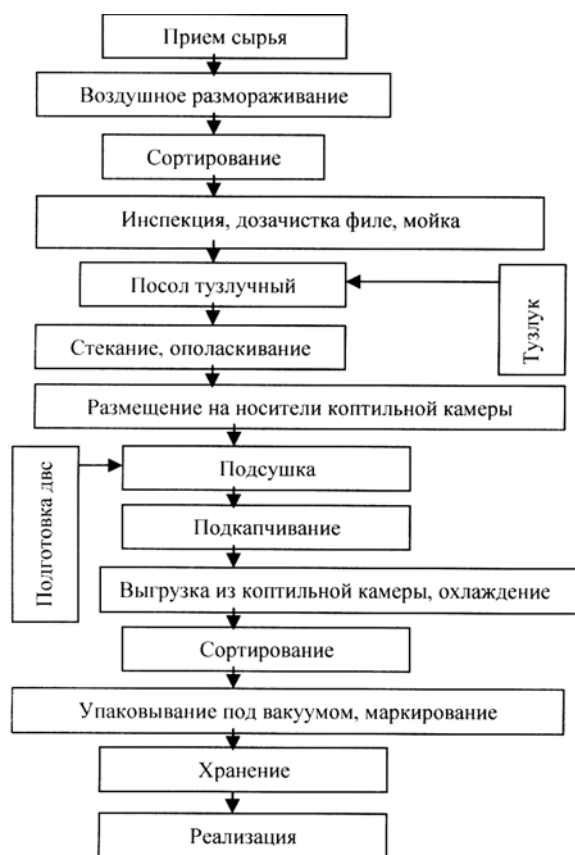 Прием сырья
Воздушное размораживание
Сортирование
Инспекция, дозачистка филе, мойка
Посол тузлучный
Тузлук
Стекание, ополаскивание
Размещение на носители коптильной камеры
Подготовка двс
Подсушка
Подкапчивание
Выгрузка из коптильной камеры, охлаждение
Сортирование
Упаковывание под вакуумом, маркирование
Хранение
Реализация